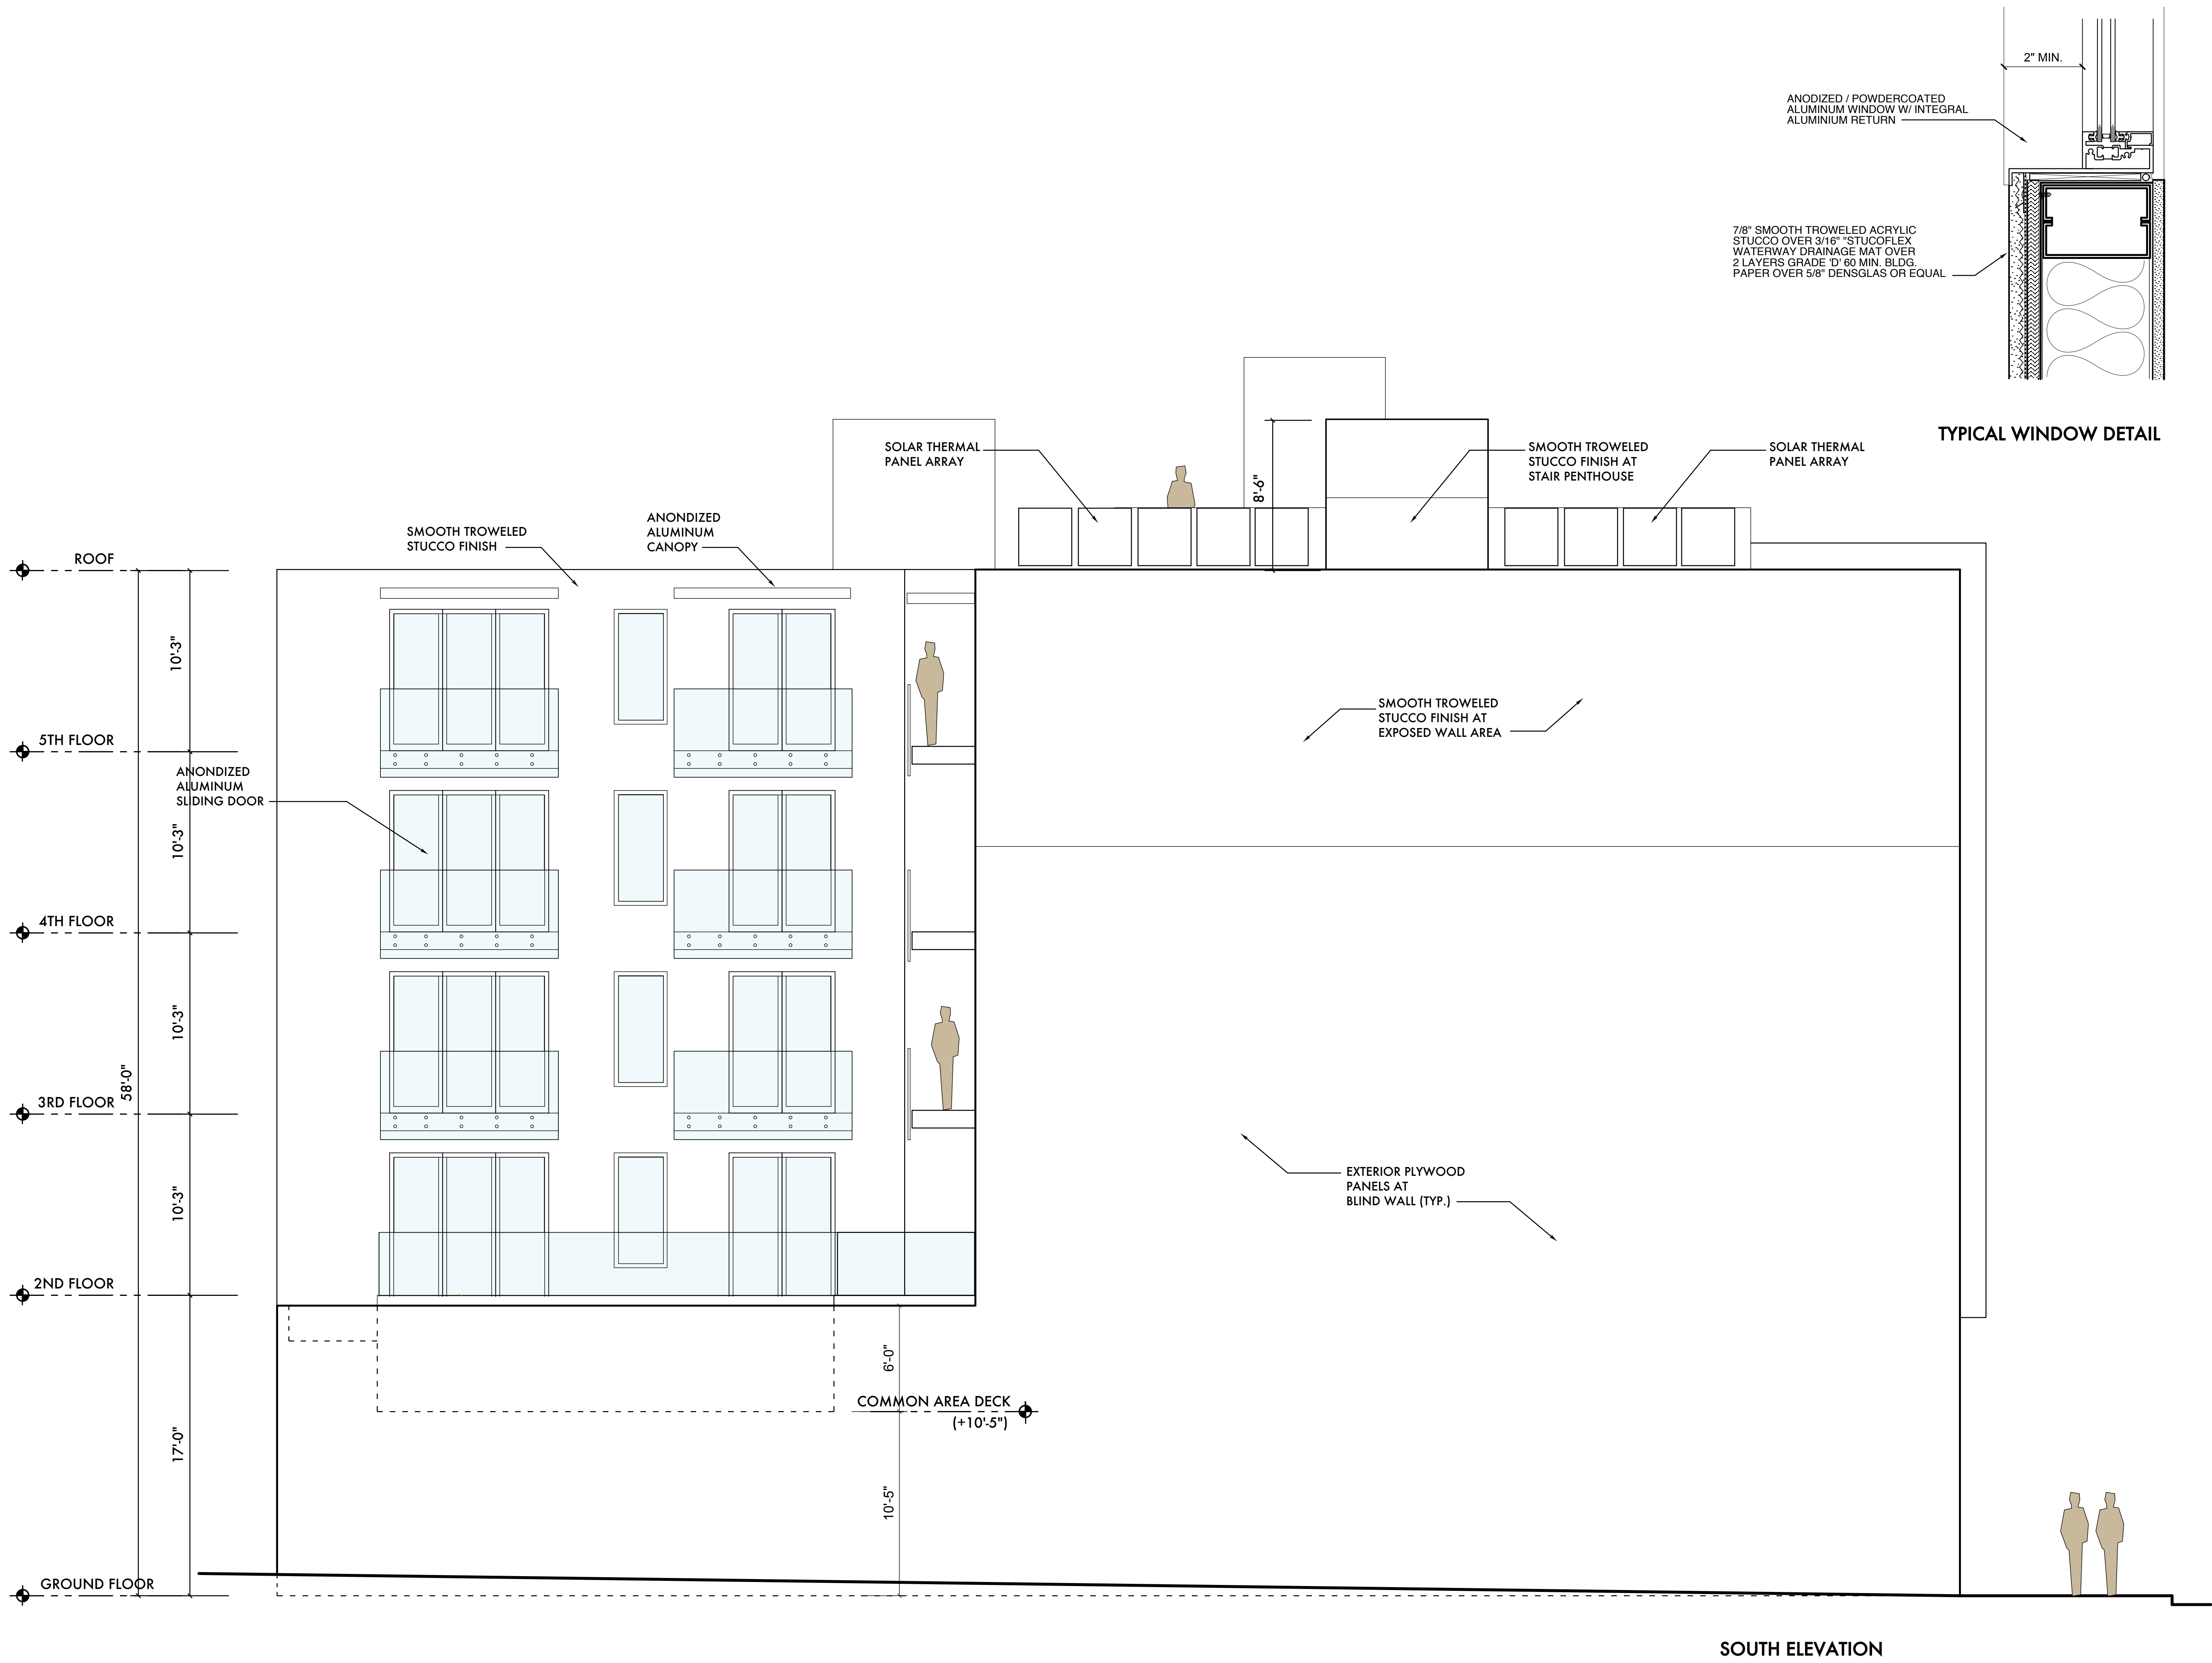 2" MIN.
ANODIZED / POWDERCOATED
ALUMINUM WINDOW W/ INTEGRAL
ALUMINIUM RETURN
7/8" SMOOTH TROWELED ACRYLIC
STUCCO OVER 3/16" "STUCOFLEX
WATERWAY DRAINAGE MAT OVER
2 LAYERS GRADE 'D' 60 MIN. BLDG.
PAPER OVER 5/8" DENSGLAS OR EQUAL
TYPICAL WINDOW DETAIL
SOLAR THERMAL
PANEL ARRAY
8'-6"
SMOOTH TROWELED
STUCCO FINISH AT
STAIR PENTHOUSE
SOLAR THERMAL
PANEL ARRAY
SMOOTH TROWELED
STUCCO FINISH
ANONDIZED
ALUMINUM
CANOPY
ROOF
10'-3"
SMOOTH TROWELED
STUCCO FINISH AT
EXPOSED WALL AREA
5TH FLOOR
ANONDIZED
ALUMINUM
SLIDING DOOR
10'-3"
4TH FLOOR
10'-3"
58'-0"
3RD FLOOR
10'-3"
EXTERIOR PLYWOOD
PANELS AT
BLIND WALL (TYP.)
2ND FLOOR
6'-0"
COMMON AREA DECK
(+10'-5")
17'-0"
10'-5"
GROUND FLOOR
SOUTH ELEVATION